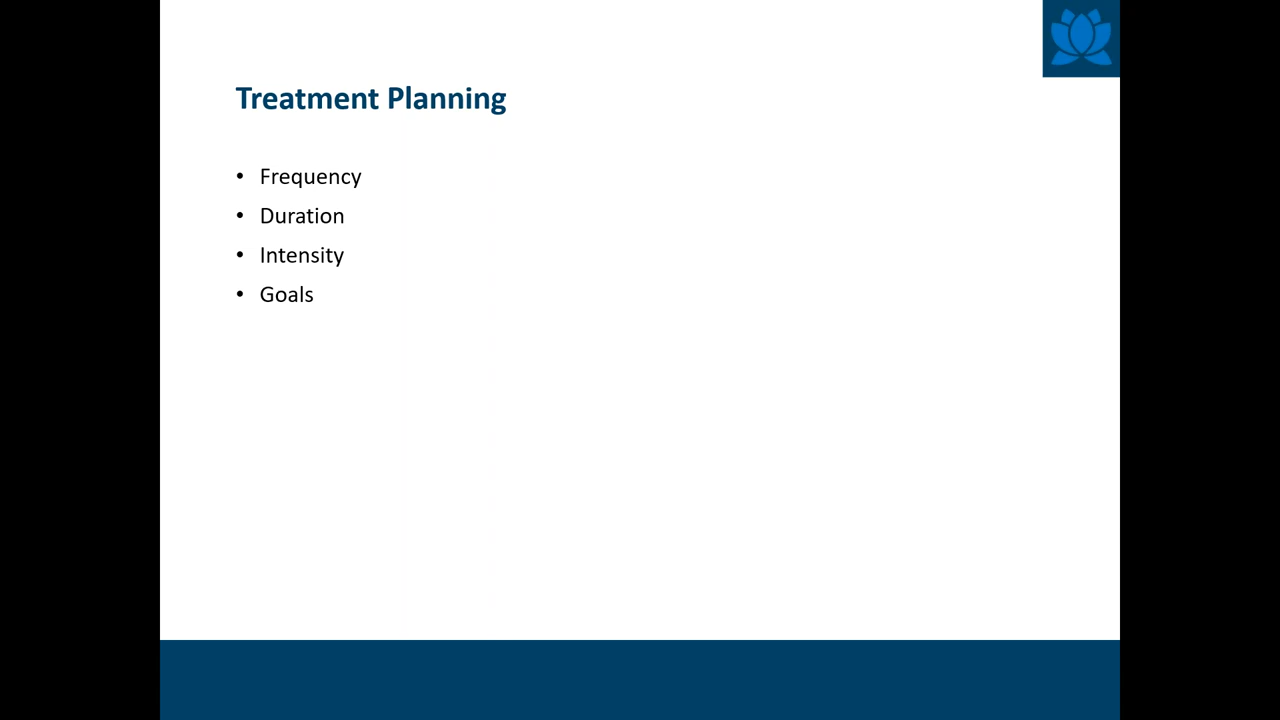 Treatment Planning
• Frequency
• Duration
• Intensity
• Goals